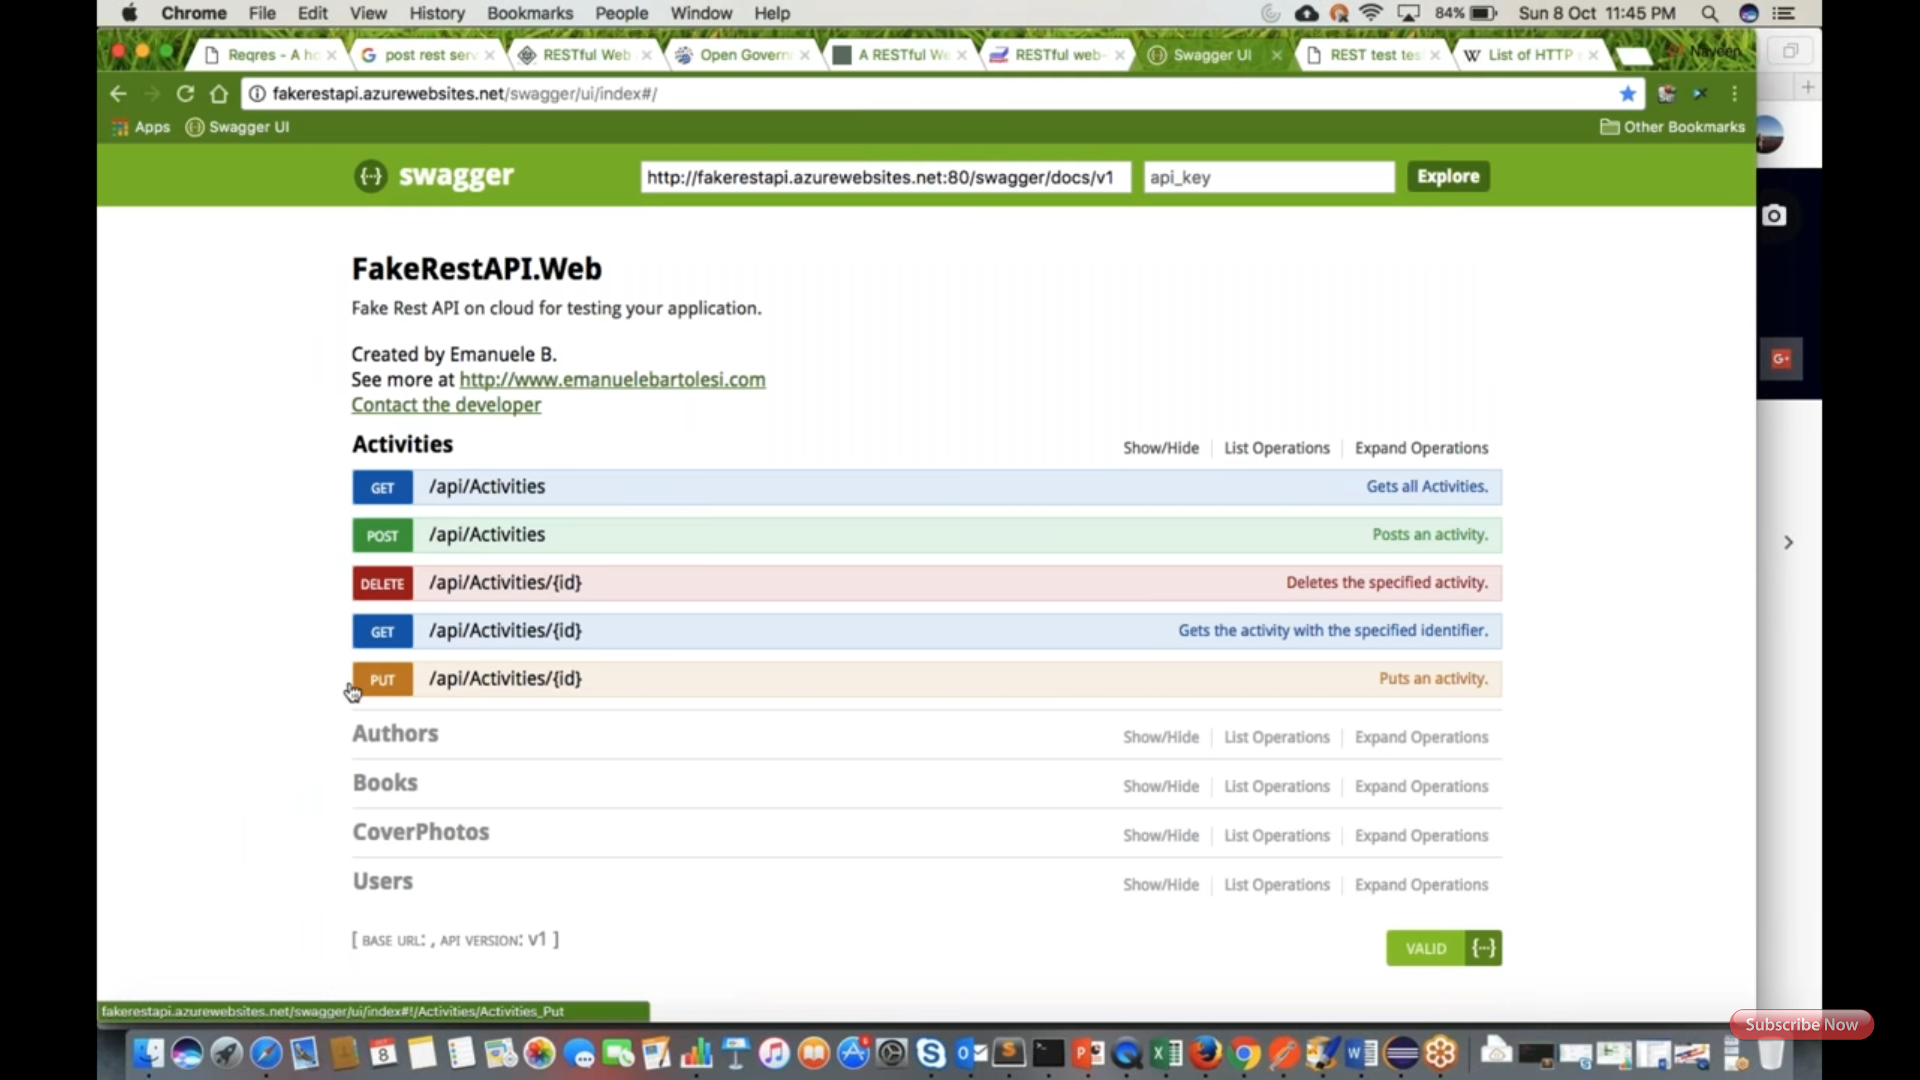 Chrome File Edit View History Bookmarks People Window Help 84% Sun 8 Oct 11:45 PM
Reqres - A ho post rest serv RESTful Web Open Govern A RESTful We RESTful web- Swagger UI REST test tes List of HTTP Naveen
fakerestapi.azurewebsites.net/swagger/ui/index#/
Apps Swagger UI Other Bookmarks
{···} swagger http://fakerestapi.azurewebsites.net:80/swagger/docs/v1 api_key Explore
FakeRestAPI.Web
Fake Rest API on cloud for testing your application.
Created by Emanuele B.
See more at http://www.emanuelebartolesi.com
G+
Contact the developer
Activities Show/Hide List Operations Expand Operations
GET /api/Activities Gets all Activities.
POST /api/Activities Posts an activity.
DELETE /api/Activities/{id} Deletes the specified activity.
GET /api/Activities/{id} Gets the activity with the specified identifier.
PUT /api/Activities/{id} Puts an activity.
Authors Show/Hide List Operations Expand Operations
Books Show/Hide List Operations Expand Operations
CoverPhotos Show/Hide List Operations Expand Operations
Users Show/Hide List Operations Expand Operations
[ BASE URL: , API VERSION: V1 ] VALID {···}
fakerestapi.azurewebsites.net/swagger/ui/index#!/Activities/Activities_Put
Subscribe Now
8